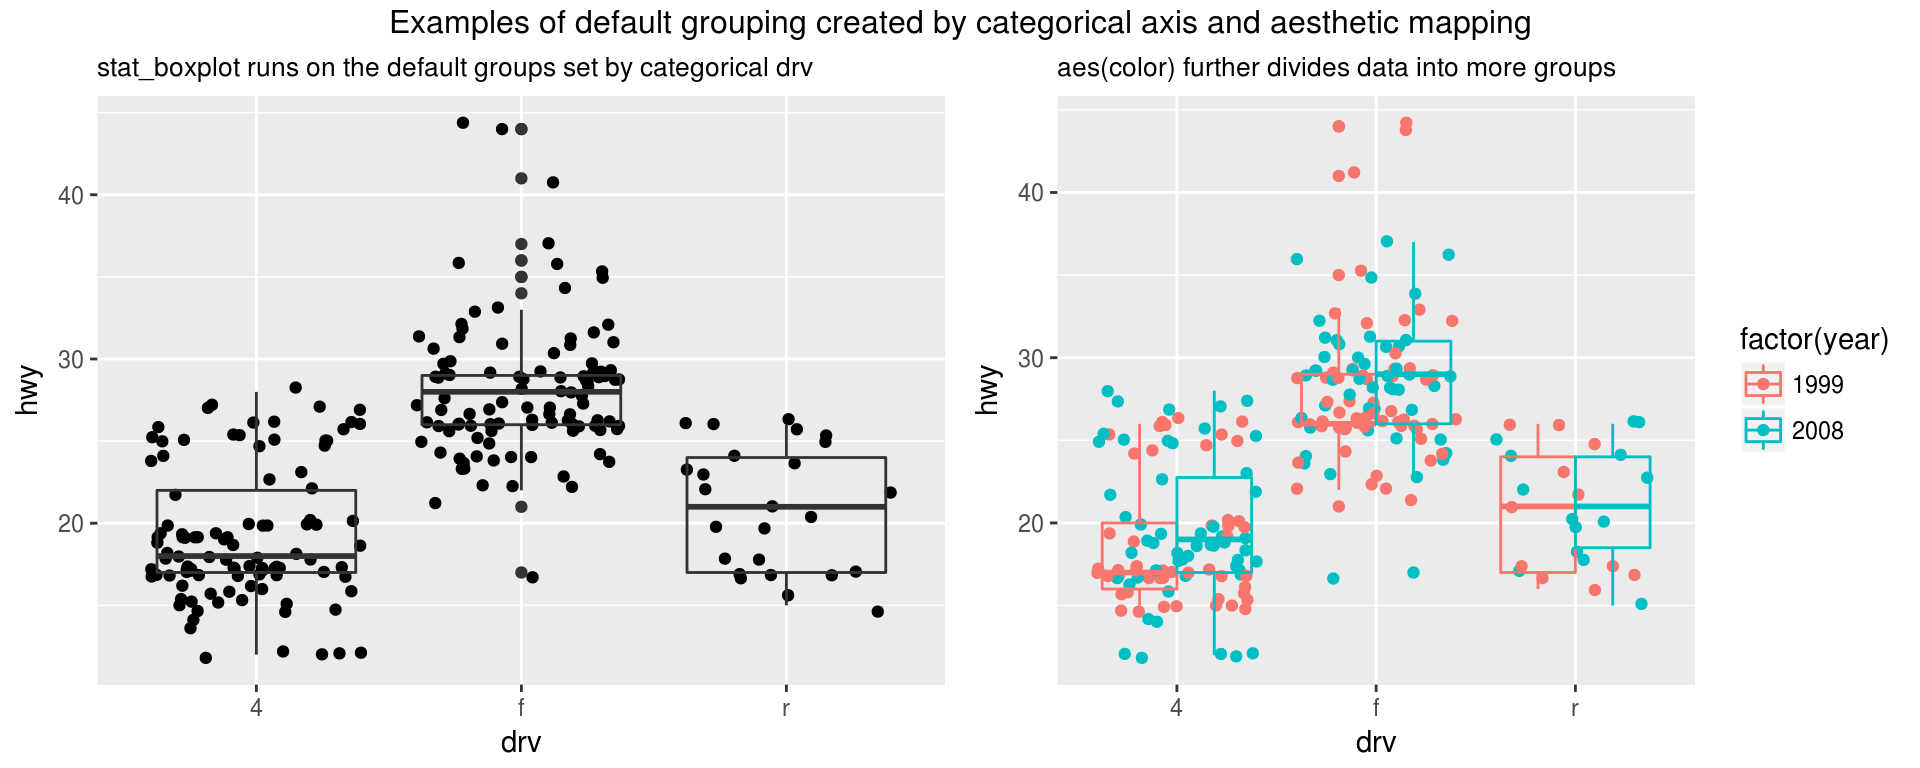 Examples of default grouping created by categorical axis and aesthetic mapping
stat_boxplot runs on the default groups set by categorical drv
hwy
40
30
20
4 f r
drv
aes(color) further divides data into more groups
hwy
40
30
20
4 f r
drv
factor(year)
1999
2008